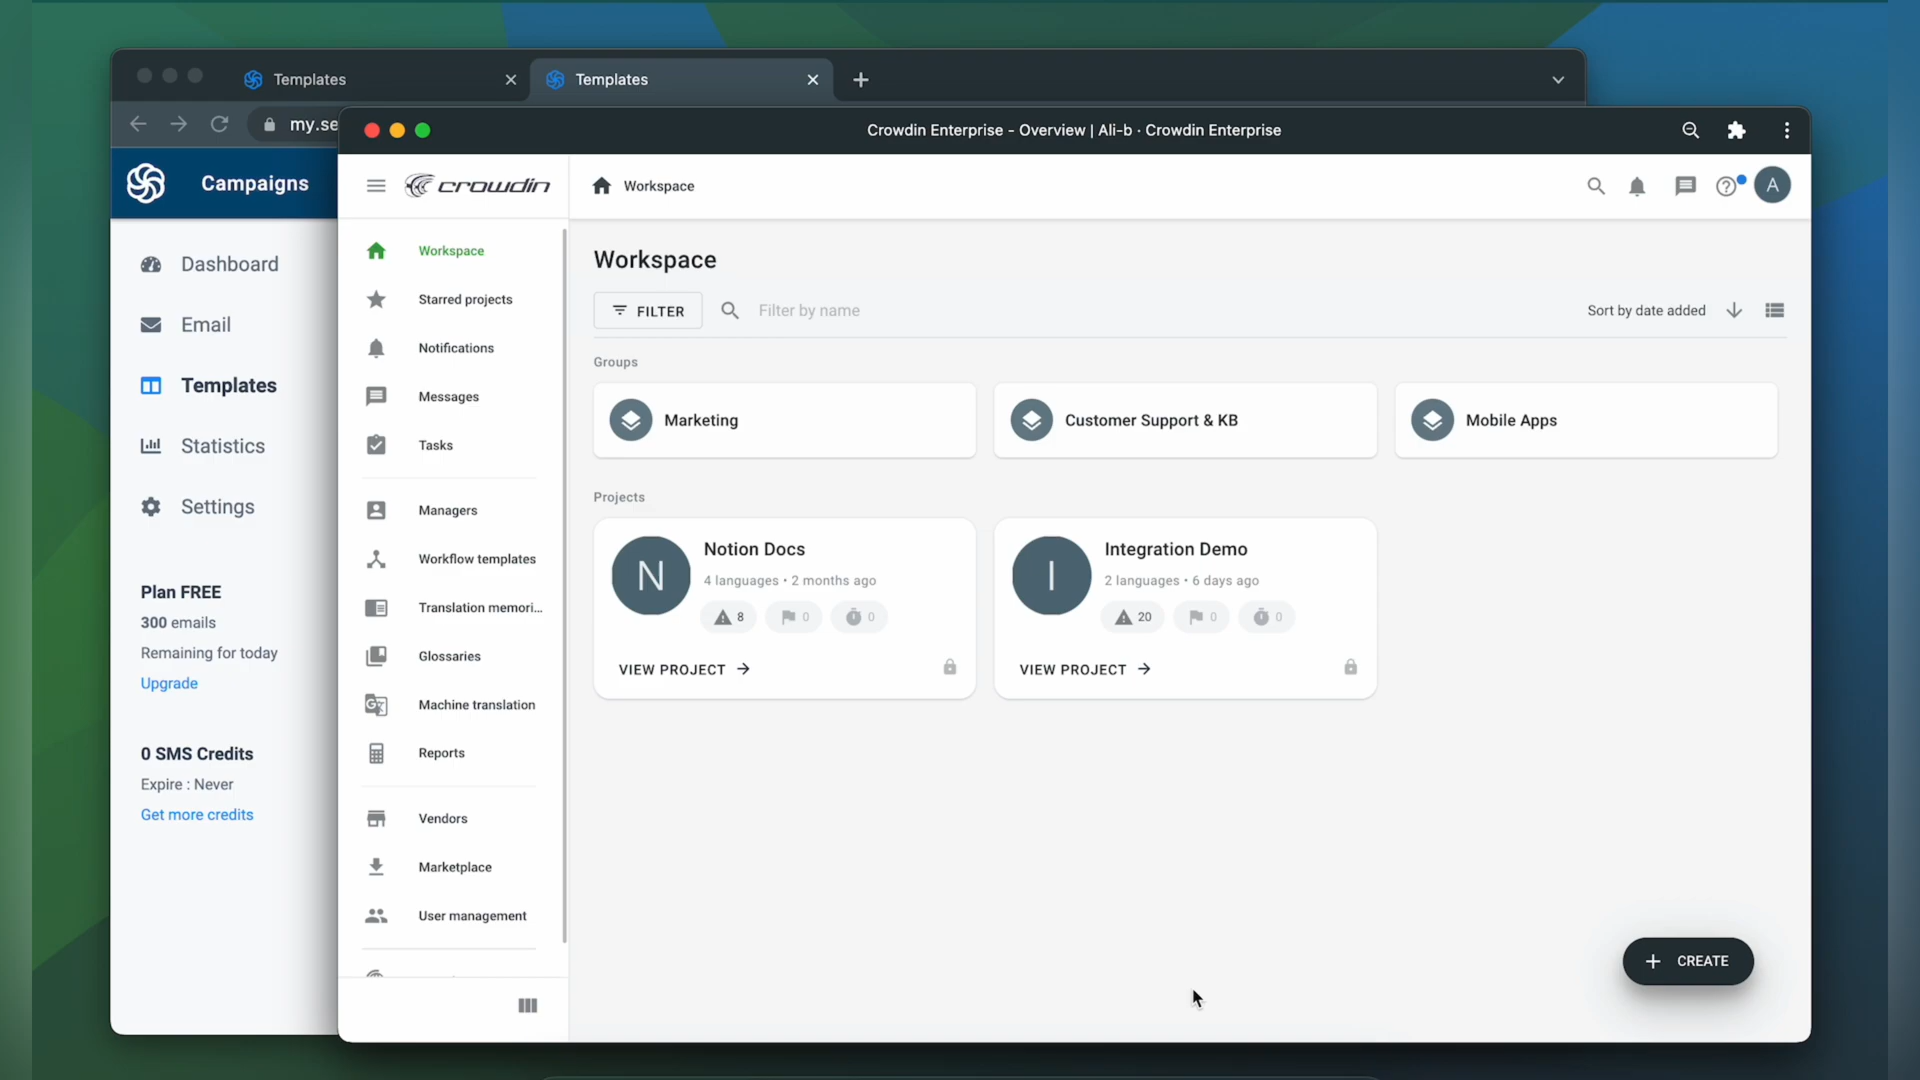 Templates
Templates
my.se
Crowdin Enterprise - Overview | Ali-b · Crowdin Enterprise
Campaigns
Dashboard
Email
Templates
Statistics
Settings
Plan FREE
300 emails
Remaining for today
Upgrade
0 SMS Credits
Expire : Never
Get more credits
crowdin
Workspace
Starred projects
Notifications
Messages
Tasks
Managers
Workflow templates
Translation memori...
Glossaries
Machine translation
Reports
Vendors
Marketplace
User management
Workspace
A
Workspace
FILTER
Filter by name
Sort by date added
Groups
Marketing
Customer Support & KB
Mobile Apps
Projects
N
Notion Docs
4 languages • 2 months ago
8
0
0
VIEW PROJECT
I
Integration Demo
2 languages • 6 days ago
20
0
0
VIEW PROJECT
CREATE